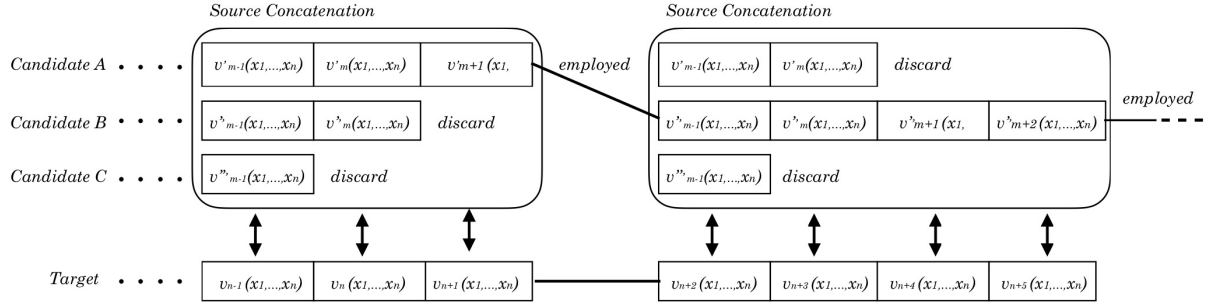 Source Concatenation Source Concatenation
Candidate A . . . . v'm-1(x1,...,xn) v'm(x1,...,xn) v'm+1 (x1, employed v'm-1(x1,...,xn) v'm(x1,...,xn) discard
employed
Candidate B . . . . v''m-1(x1,...,xn) v''m(x1,...,xn) discard v''m-1(x1,...,xn) v''m(x1,...,xn) v''m+1 (x1, v''m+2(x1,...,xn)
Candidate C . . . . v'''m-1(x1,...,xn) discard v'''m-1(x1,...,xn) discard
Target . . . . vn-1 (x1,...,xn) vn (x1,...,xn) vn+1 (x1,...,xn) vn+2 (x1,...,xn) vn+3 (x1,...,xn) vn+4 (x1,...,xn) vn+5 (x1,...,xn)